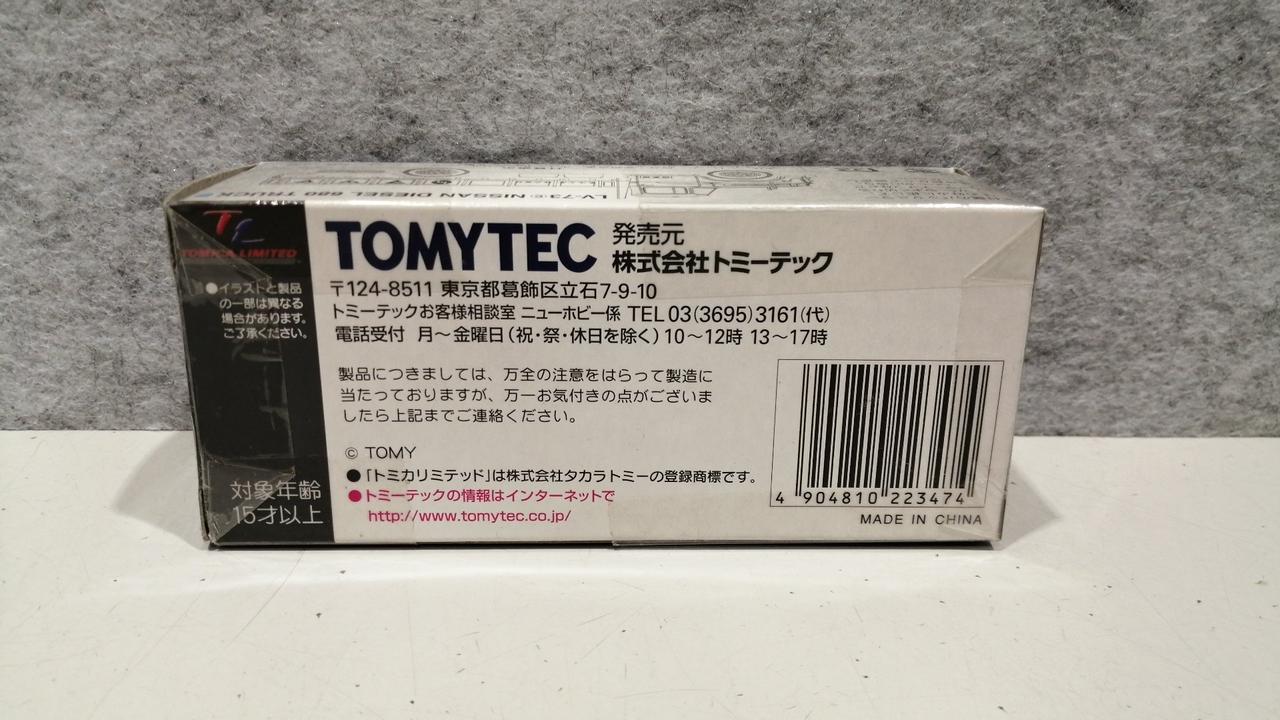 LV-73 NISSAN DIESEL 680 TRUCK
TL
TOMICA LIMITED
●イラストと製品
の一部は異なる
場合があります。
ご了承ください。
対象年齢
15才以上
TOMYTEC
発売元
株式会社トミーテック
〒124-8511 東京都葛飾区立石7-9-10
トミーテックお客様相談室 ニューホビー係 TEL 03(3695)3161(代)
電話受付 月～金曜日(祝・祭・休日を除く)10～12時 13～17時
製品につきましては、万全の注意をはらって製造に
当たっておりますが、万一お気付きの点がございま
したら上記までご連絡ください。
© TOMY
●「トミカリミテッド」は株式会社タカラトミーの登録商標です。
●トミーテックの情報はインターネットで
http://www.tomytec.co.jp/
4 904810 223474
MADE IN CHINA